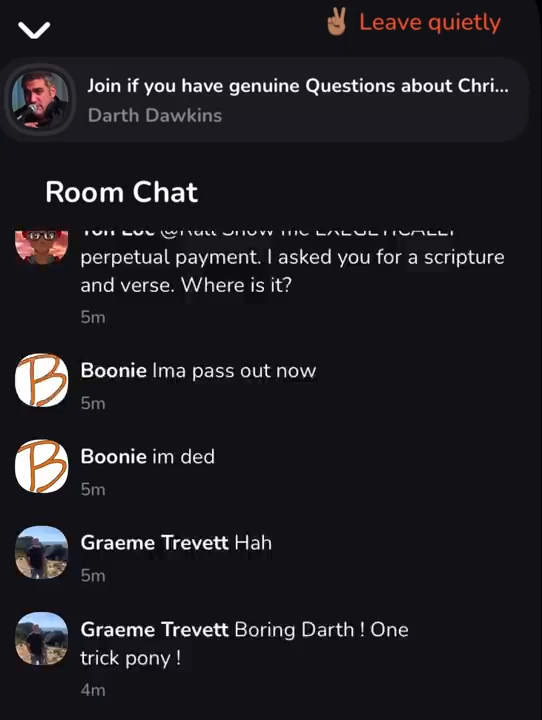 ✌🏽 Leave quietly
Join if you have genuine Questions about Chri...
Darth Dawkins
Room Chat
perpetual payment. I asked you for a scripture
and verse. Where is it?
5m
Boonie Ima pass out now
5m
Boonie im ded
5m
Graeme Trevett Hah
5m
Graeme Trevett Boring Darth ! One
trick pony !
4m